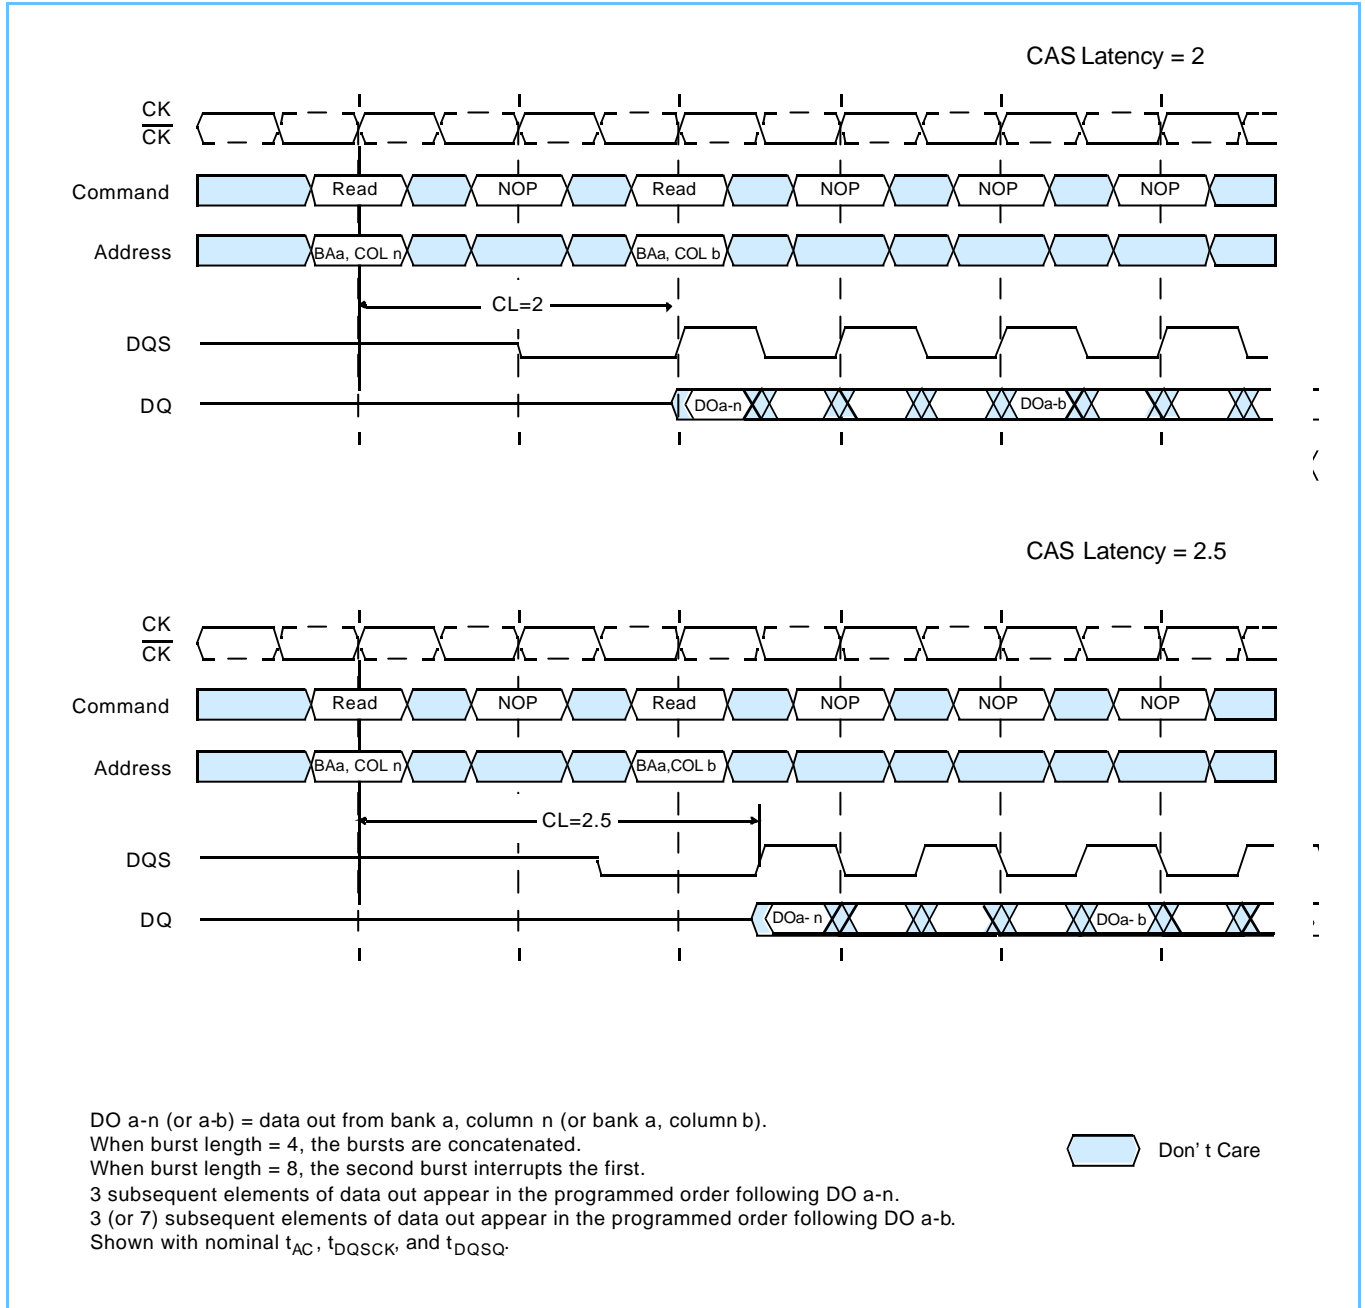 CAS Latency = 2
CK
CK
Command Read NOP Read NOP NOP NOP
Address BAa, COL n BAa, COL b
CL=2
DQS
DQ DOa-n DOa-b
CAS Latency = 2.5
CK
CK
Command Read NOP Read NOP NOP NOP
Address BAa, COL n BAa,COL b
CL=2.5
DQS
DQ DOa- n DOa- b
DO a-n (or a-b) = data out from bank a, column n (or bank a, column b).
When burst length = 4, the bursts are concatenated.
When burst length = 8, the second burst interrupts the first.
3 subsequent elements of data out appear in the programmed order following DO a-n.
3 (or 7) subsequent elements of data out appear in the programmed order following DO a-b.
Shown with nominal tAC, tDQSCK, and tDQSQ.
Don' t Care